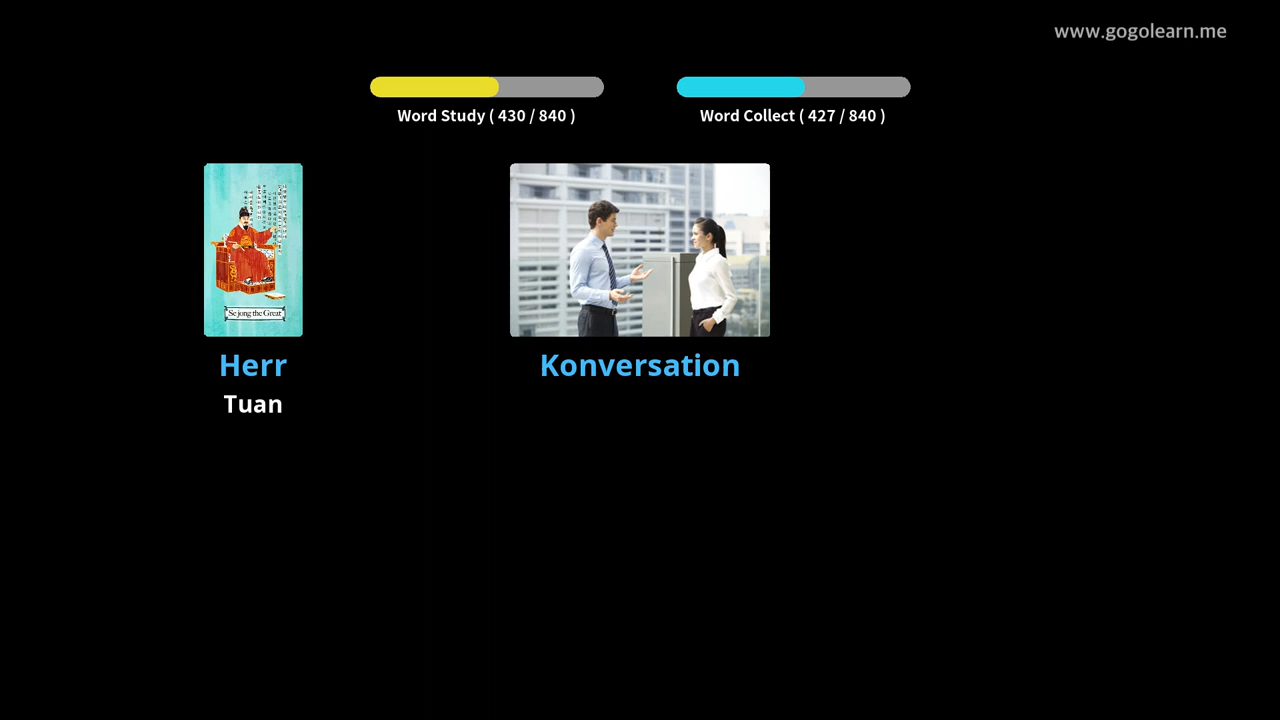 www.gogolearn.me
Word Study ( 430 / 840 )
Word Collect ( 427 / 840 )
Sejong the Great
Herr
Tuan
Konversation